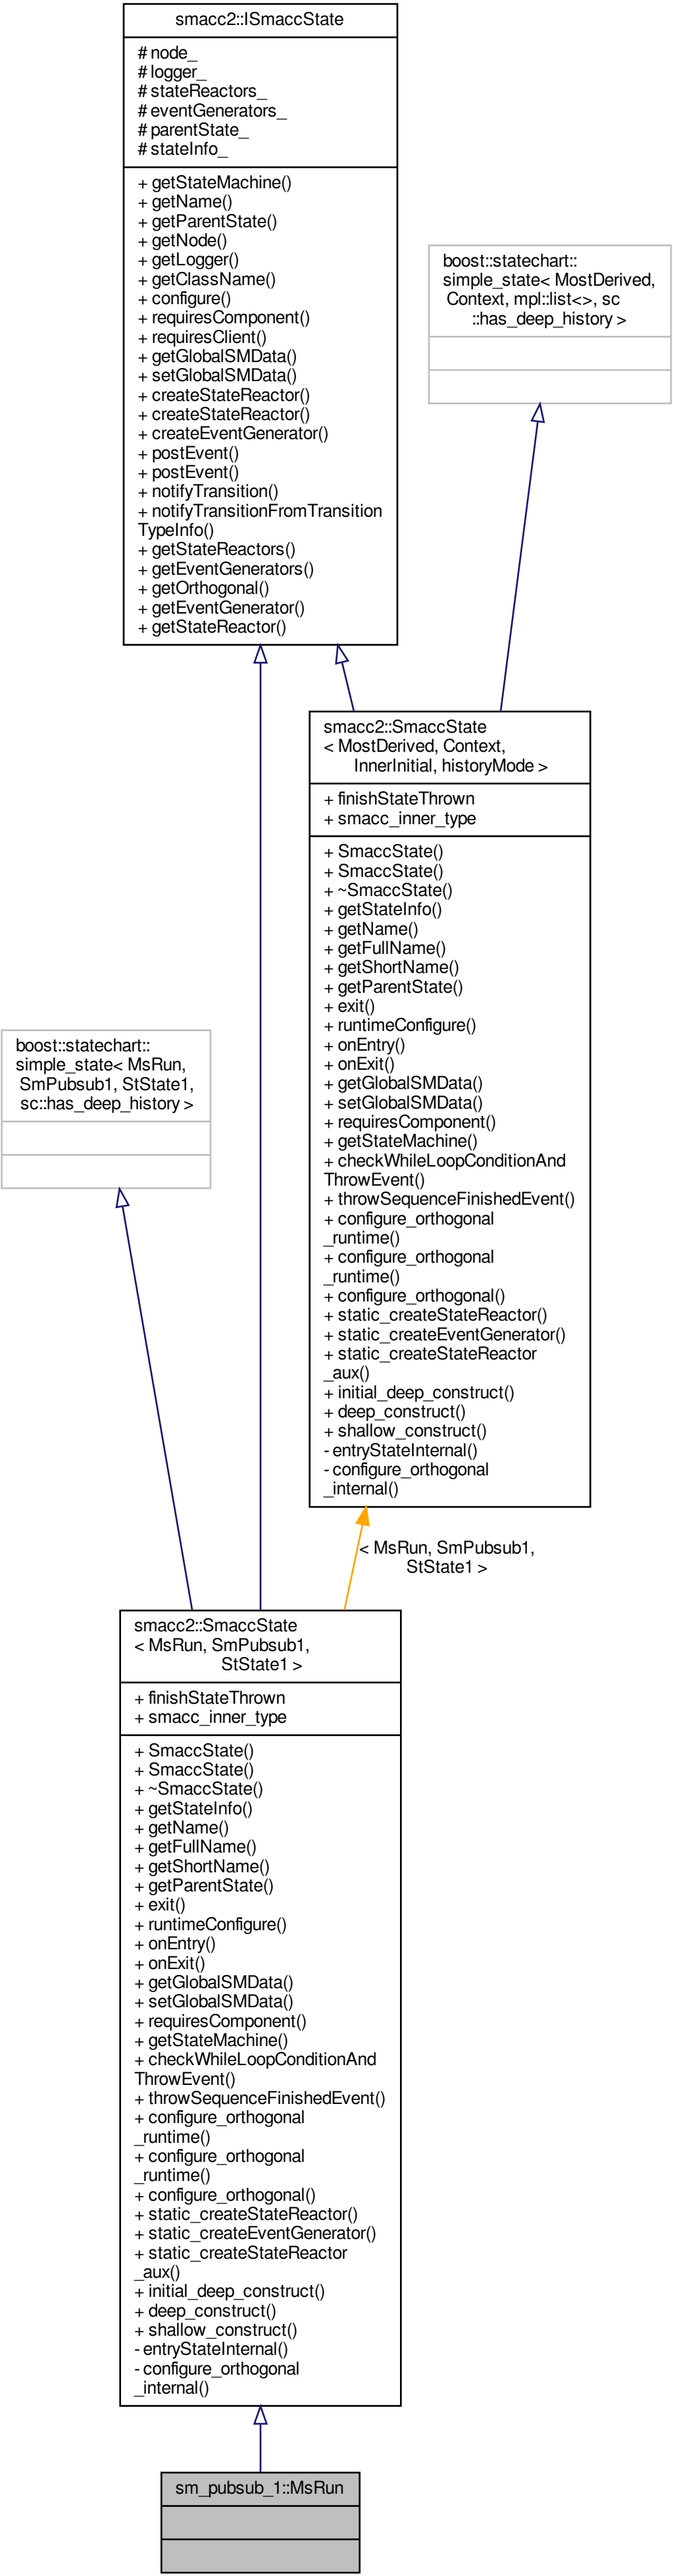 smacc2::ISmaccState
# node_
# logger_
# stateReactors_
# eventGenerators_
# parentState_
# stateInfo_
+ getStateMachine()
+ getName()
+ getParentState()
+ getNode()
+ getLogger()
+ getClassName()
+ configure()
+ requiresComponent()
+ requiresClient()
+ getGlobalSMData()
+ setGlobalSMData()
+ createStateReactor()
+ createStateReactor()
+ createEventGenerator()
+ postEvent()
+ postEvent()
+ notifyTransition()
+ notifyTransitionFromTransition
TypeInfo()
+ getStateReactors()
+ getEventGenerators()
+ getOrthogonal()
+ getEventGenerator()
+ getStateReactor()
boost::statechart::
simple_state< MostDerived,
Context, mpl::list<>, sc
::has_deep_history >
smacc2::SmaccState
< MostDerived, Context,
InnerInitial, historyMode >
+ finishStateThrown
+ smacc_inner_type
+ SmaccState()
+ SmaccState()
+ ~SmaccState()
+ getStateInfo()
+ getName()
+ getFullName()
+ getShortName()
+ getParentState()
+ exit()
+ runtimeConfigure()
+ onEntry()
+ onExit()
+ getGlobalSMData()
+ setGlobalSMData()
+ requiresComponent()
+ getStateMachine()
+ checkWhileLoopConditionAnd
ThrowEvent()
+ throwSequenceFinishedEvent()
+ configure_orthogonal
_runtime()
+ configure_orthogonal
_runtime()
+ configure_orthogonal()
+ static_createStateReactor()
+ static_createEventGenerator()
+ static_createStateReactor
_aux()
+ initial_deep_construct()
+ deep_construct()
+ shallow_construct()
- entryStateInternal()
- configure_orthogonal
_internal()
boost::statechart::
simple_state< MsRun,
SmPubsub1, StState1,
sc::has_deep_history >
< MsRun, SmPubsub1,
StState1 >
smacc2::SmaccState
< MsRun, SmPubsub1,
StState1 >
+ finishStateThrown
+ smacc_inner_type
+ SmaccState()
+ SmaccState()
+ ~SmaccState()
+ getStateInfo()
+ getName()
+ getFullName()
+ getShortName()
+ getParentState()
+ exit()
+ runtimeConfigure()
+ onEntry()
+ onExit()
+ getGlobalSMData()
+ setGlobalSMData()
+ requiresComponent()
+ getStateMachine()
+ checkWhileLoopConditionAnd
ThrowEvent()
+ throwSequenceFinishedEvent()
+ configure_orthogonal
_runtime()
+ configure_orthogonal
_runtime()
+ configure_orthogonal()
+ static_createStateReactor()
+ static_createEventGenerator()
+ static_createStateReactor
_aux()
+ initial_deep_construct()
+ deep_construct()
+ shallow_construct()
- entryStateInternal()
- configure_orthogonal
_internal()
sm_pubsub_1::MsRun